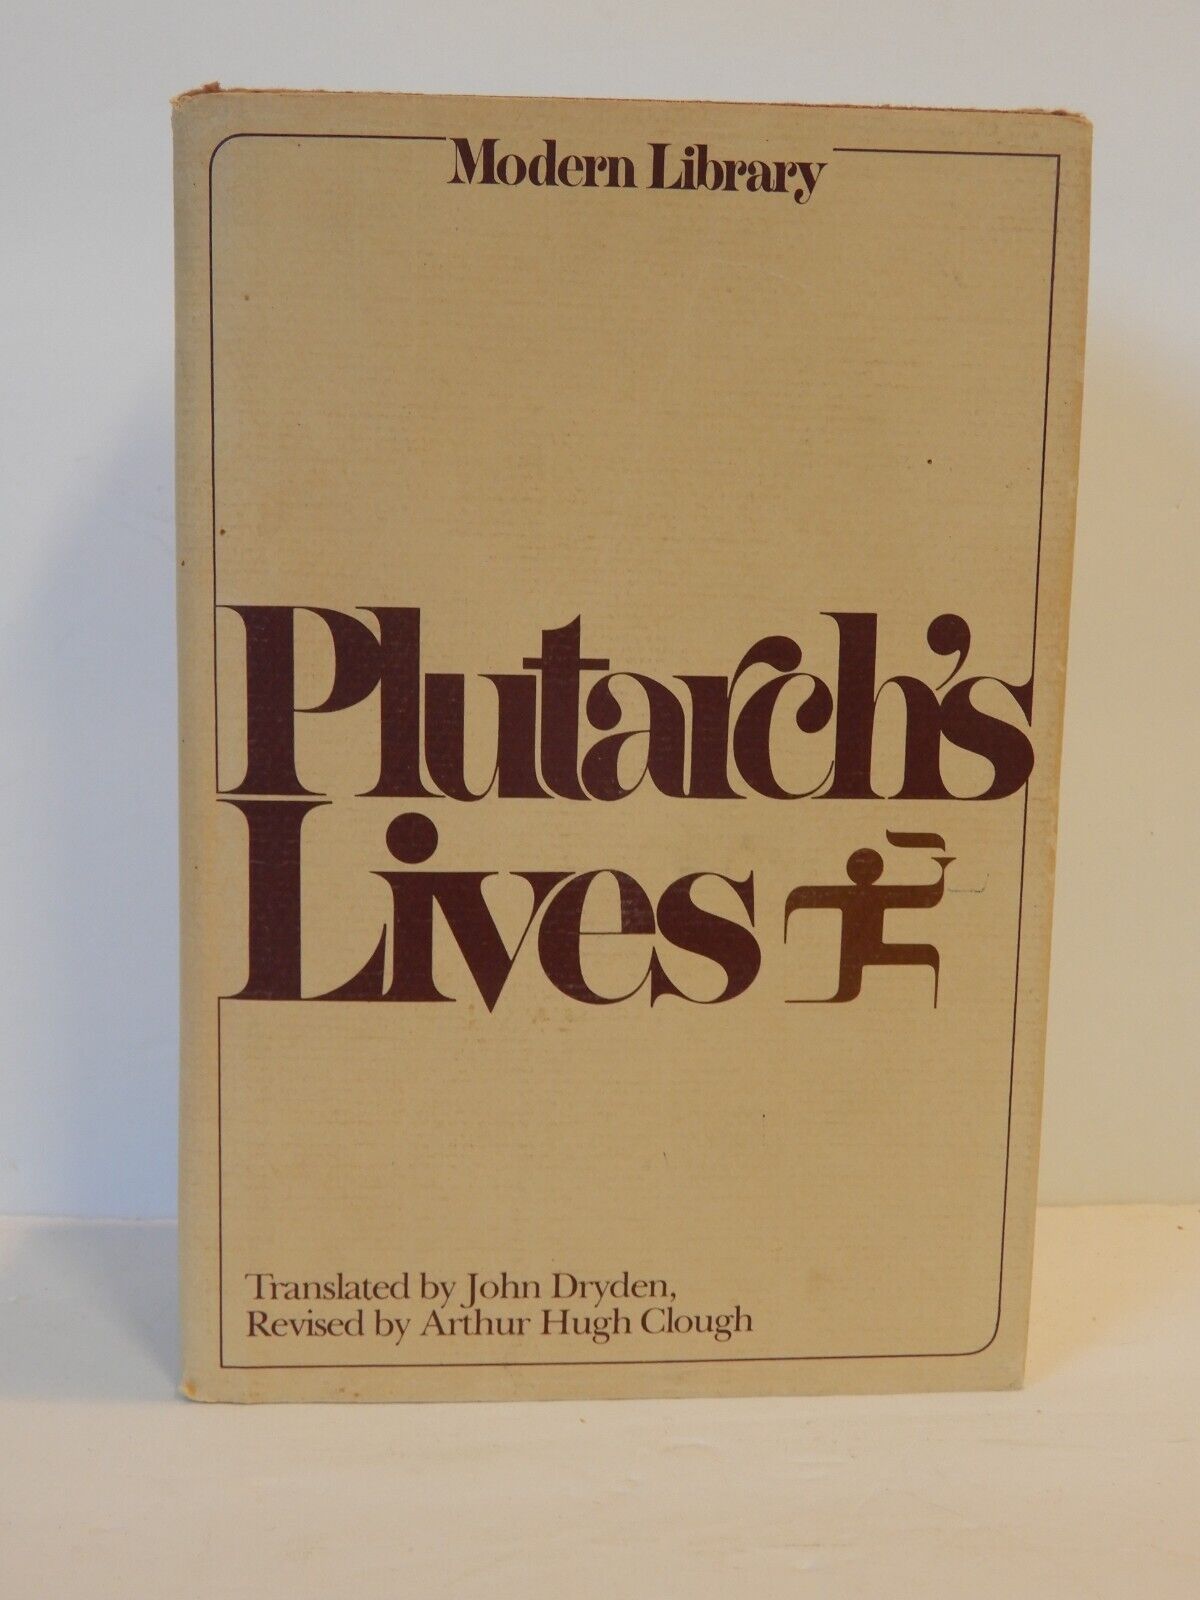 Modern Library
Plutarch's
Lives
Translated by John Dryden,
Revised by Arthur Hugh Clough